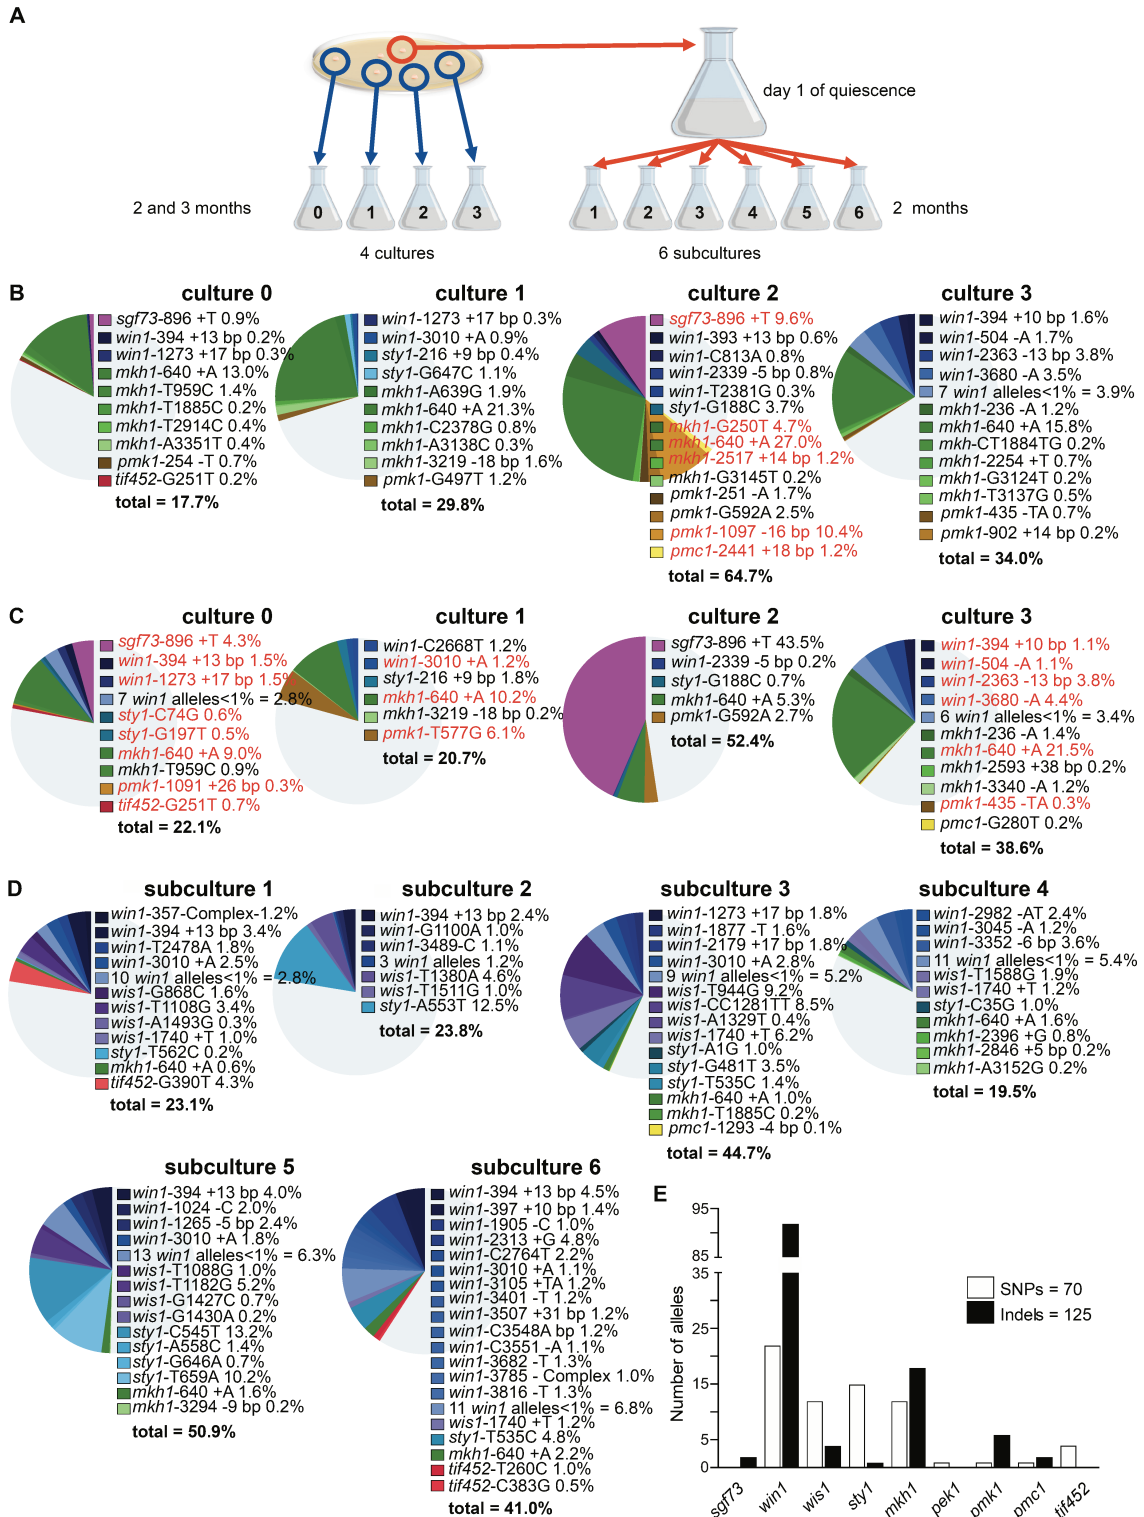 A
day 1 of quiescence
2 and 3 months
0
1
2
3
1
2
3
4
5
6
2 months
4 cultures
6 subcultures
B
culture 0
sgf73-896 +T 0.9%
win1-394 +13 bp 0.2%
win1-1273 +17 bp 0.3%
mkh1-640 +A 13.0%
mkh1-T959C 1.4%
mkh1-T1885C 0.2%
mkh1-T2914C 0.4%
mkh1-A3351T 0.4%
pmk1-254 -T 0.7%
tif452-G251T 0.2%
total = 17.7%
culture 1
win1-1273 +17 bp 0.3%
win1-3010 +A 0.9%
sty1-216 +9 bp 0.4%
sty1-G647C 1.1%
mkh1-A639G 1.9%
mkh1-640 +A 21.3%
mkh1-C2378G 0.8%
mkh1-A3138C 0.3%
mkh1-3219 -18 bp 1.6%
pmk1-G497T 1.2%
total = 29.8%
culture 2
sgf73-896 +T 9.6%
win1-393 +13 bp 0.6%
win1-C813A 0.8%
win1-2339 -5 bp 0.8%
win1-T2381G 0.3%
sty1-G188C 3.7%
mkh1-G250T 4.7%
mkh1-640 +A 27.0%
mkh1-2517 +14 bp 1.2%
mkh1-G3145T 0.2%
pmk1-251 -A 1.7%
pmk1-G592A 2.5%
pmk1-1097 -16 bp 10.4%
pmc1-2441 +18 bp 1.2%
total = 64.7%
culture 3
win1-394 +10 bp 1.6%
win1-504 -A 1.7%
win1-2363 -13 bp 3.8%
win1-3680 -A 3.5%
7 win1 alleles<1% = 3.9%
mkh1-236 -A 1.2%
mkh1-640 +A 15.8%
mkh-CT1884TG 0.2%
mkh1-2254 +T 0.7%
mkh1-G3124T 0.2%
mkh1-T3137G 0.5%
pmk1-435 -TA 0.7%
pmk1-902 +14 bp 0.2%
total = 34.0%
C
culture 0
sgf73-896 +T 4.3%
win1-394 +13 bp 1.5%
win1-1273 +17 bp 1.5%
7 win1 alleles<1% = 2.8%
sty1-C74G 0.6%
sty1-G197T 0.5%
mkh1-640 +A 9.0%
mkh1-T959C 0.9%
pmk1-1091 +26 bp 0.3%
tif452-G251T 0.7%
total = 22.1%
culture 1
win1-C2668T 1.2%
win1-3010 +A 1.2%
sty1-216 +9 bp 1.8%
mkh1-640 +A 10.2%
mkh1-3219 -18 bp 0.2%
pmk1-T577G 6.1%
total = 20.7%
culture 2
sgf73-896 +T 43.5%
win1-2339 -5 bp 0.2%
sty1-G188C 0.7%
mkh1-640 +A 5.3%
pmk1-G592A 2.7%
total = 52.4%
culture 3
win1-394 +10 bp 1.1%
win1-504 -A 1.1%
win1-2363 -13 bp 3.8%
win1-3680 -A 4.4%
6 win1 alleles<1% = 3.4%
mkh1-236 -A 1.4%
mkh1-640 +A 21.5%
mkh1-2593 +38 bp 0.2%
mkh1-3340 -A 1.2%
pmk1-435 -TA 0.3%
pmc1-G280T 0.2%
total = 38.6%
D
subculture 1
win1-357-Complex-1.2%
win1-394 +13 bp 3.4%
win1-T2478A 1.8%
win1-3010 +A 2.5%
10 win1 alleles<1% = 2.8%
wis1-G868C 1.6%
wis1-T1108G 3.4%
wis1-A1493G 0.3%
wis1-1740 +T 1.0%
sty1-T562C 0.2%
mkh1-640 +A 0.6%
tif452-G390T 4.3%
total = 23.1%
subculture 2
win1-394 +13 bp 2.4%
win1-G1100A 1.0%
win1-3489-C 1.1%
3 win1 alleles 1.2%
wis1-T1380A 4.6%
wis1-T1511G 1.0%
sty1-A553T 12.5%
total = 23.8%
subculture 3
win1-1273 +17 bp 1.8%
win1-1877 -T 1.6%
win1-2179 +17 bp 1.8%
win1-3010 +A 2.8%
9 win1 alleles<1% = 5.2%
wis1-T944G 9.2%
wis1-CC1281TT 8.5%
wis1-A1329T 0.4%
wis1-1740 +T 6.2%
sty1-A1G 1.0%
sty1-G481T 3.5%
sty1-T535C 1.4%
mkh1-640 +A 1.0%
mkh1-T1885C 0.2%
pmc1-1293 -4 bp 0.1%
total = 44.7%
subculture 4
win1-2982 -AT 2.4%
win1-3045 -A 1.2%
win1-3352 -6 bp 3.6%
11 win1 alleles<1% = 5.4%
wis1-T1588G 1.9%
wis1-1740 +T 1.2%
sty1-C35G 1.0%
mkh1-640 +A 1.6%
mkh1-2396 +G 0.8%
mkh1-2846 +5 bp 0.2%
mkh1-A3152G 0.2%
total = 19.5%
subculture 5
win1-394 +13 bp 4.0%
win1-1024 -C 2.0%
win1-1265 -5 bp 2.4%
win1-3010 +A 1.8%
13 win1 alleles<1% = 6.3%
wis1-T1088G 1.0%
wis1-T1182G 5.2%
wis1-G1427C 0.7%
wis1-G1430A 0.2%
sty1-C545T 13.2%
sty1-A558C 1.4%
sty1-G646A 0.7%
sty1-T659A 10.2%
mkh1-640 +A 1.6%
mkh1-3294 -9 bp 0.2%
total = 50.9%
subculture 6
win1-394 +13 bp 4.5%
win1-397 +10 bp 1.4%
win1-1905 -C 1.0%
win1-2313 +G 4.8%
win1-C2764T 2.2%
win1-3010 +A 1.1%
win1-3105 +TA 1.2%
win1-3401 -T 1.2%
win1-3507 +31 bp 1.2%
win1-C3548A bp 1.2%
win1-C3551 -A 1.1%
win1-3682 -T 1.3%
win1-3785 - Complex 1.0%
win1-3816 -T 1.3%
11 win1 alleles<1% = 6.8%
wis1-1740 +T 1.2%
sty1-T535C 4.8%
mkh1-640 +A 2.2%
tif452-T260C 1.0%
tif452-C383G 0.5%
total = 41.0%
E
95
85
35
25
15
5
0
Number of alleles
SNPs = 70
Indels = 125
sgf73
win1
wis1
sty1
mkh1
pek1
pmk1
pmc1
tif452